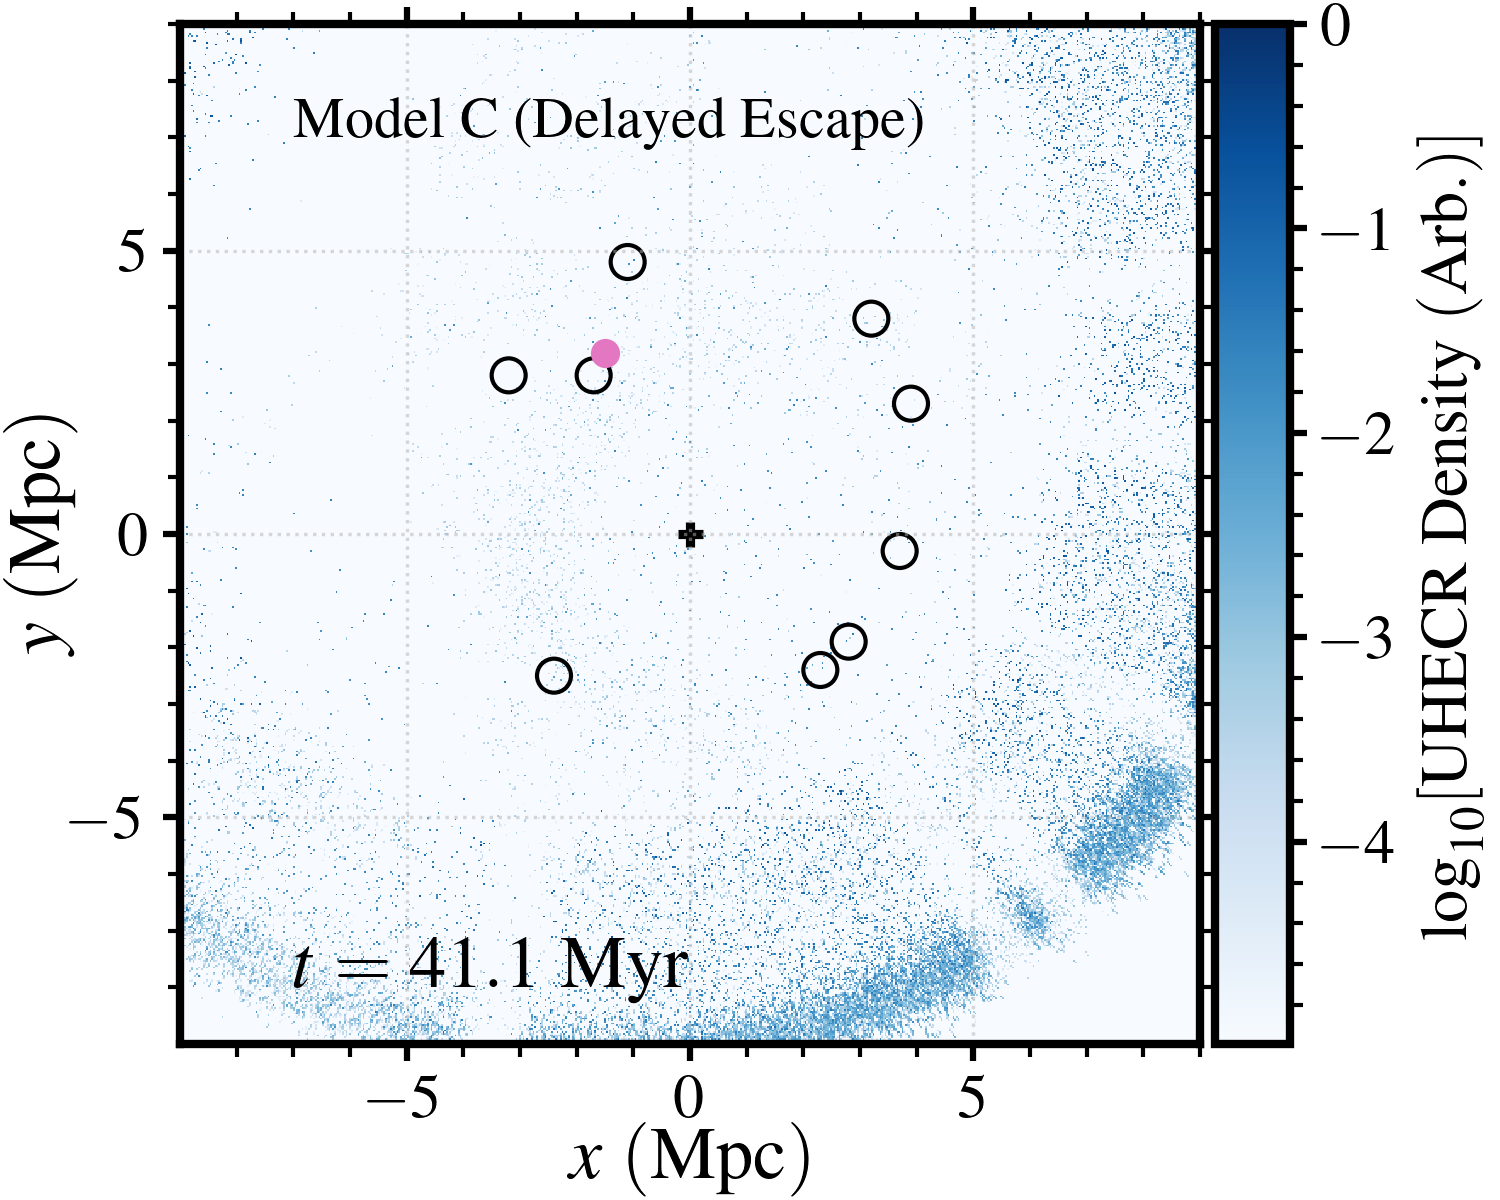 Model C (Delayed Escape)
t = 41.1 Myr
5
0
−5
y (Mpc)
−5
0
5
x (Mpc)
0
−1
−2
−3
−4
log₁₀[UHECR Density (Arb.)]